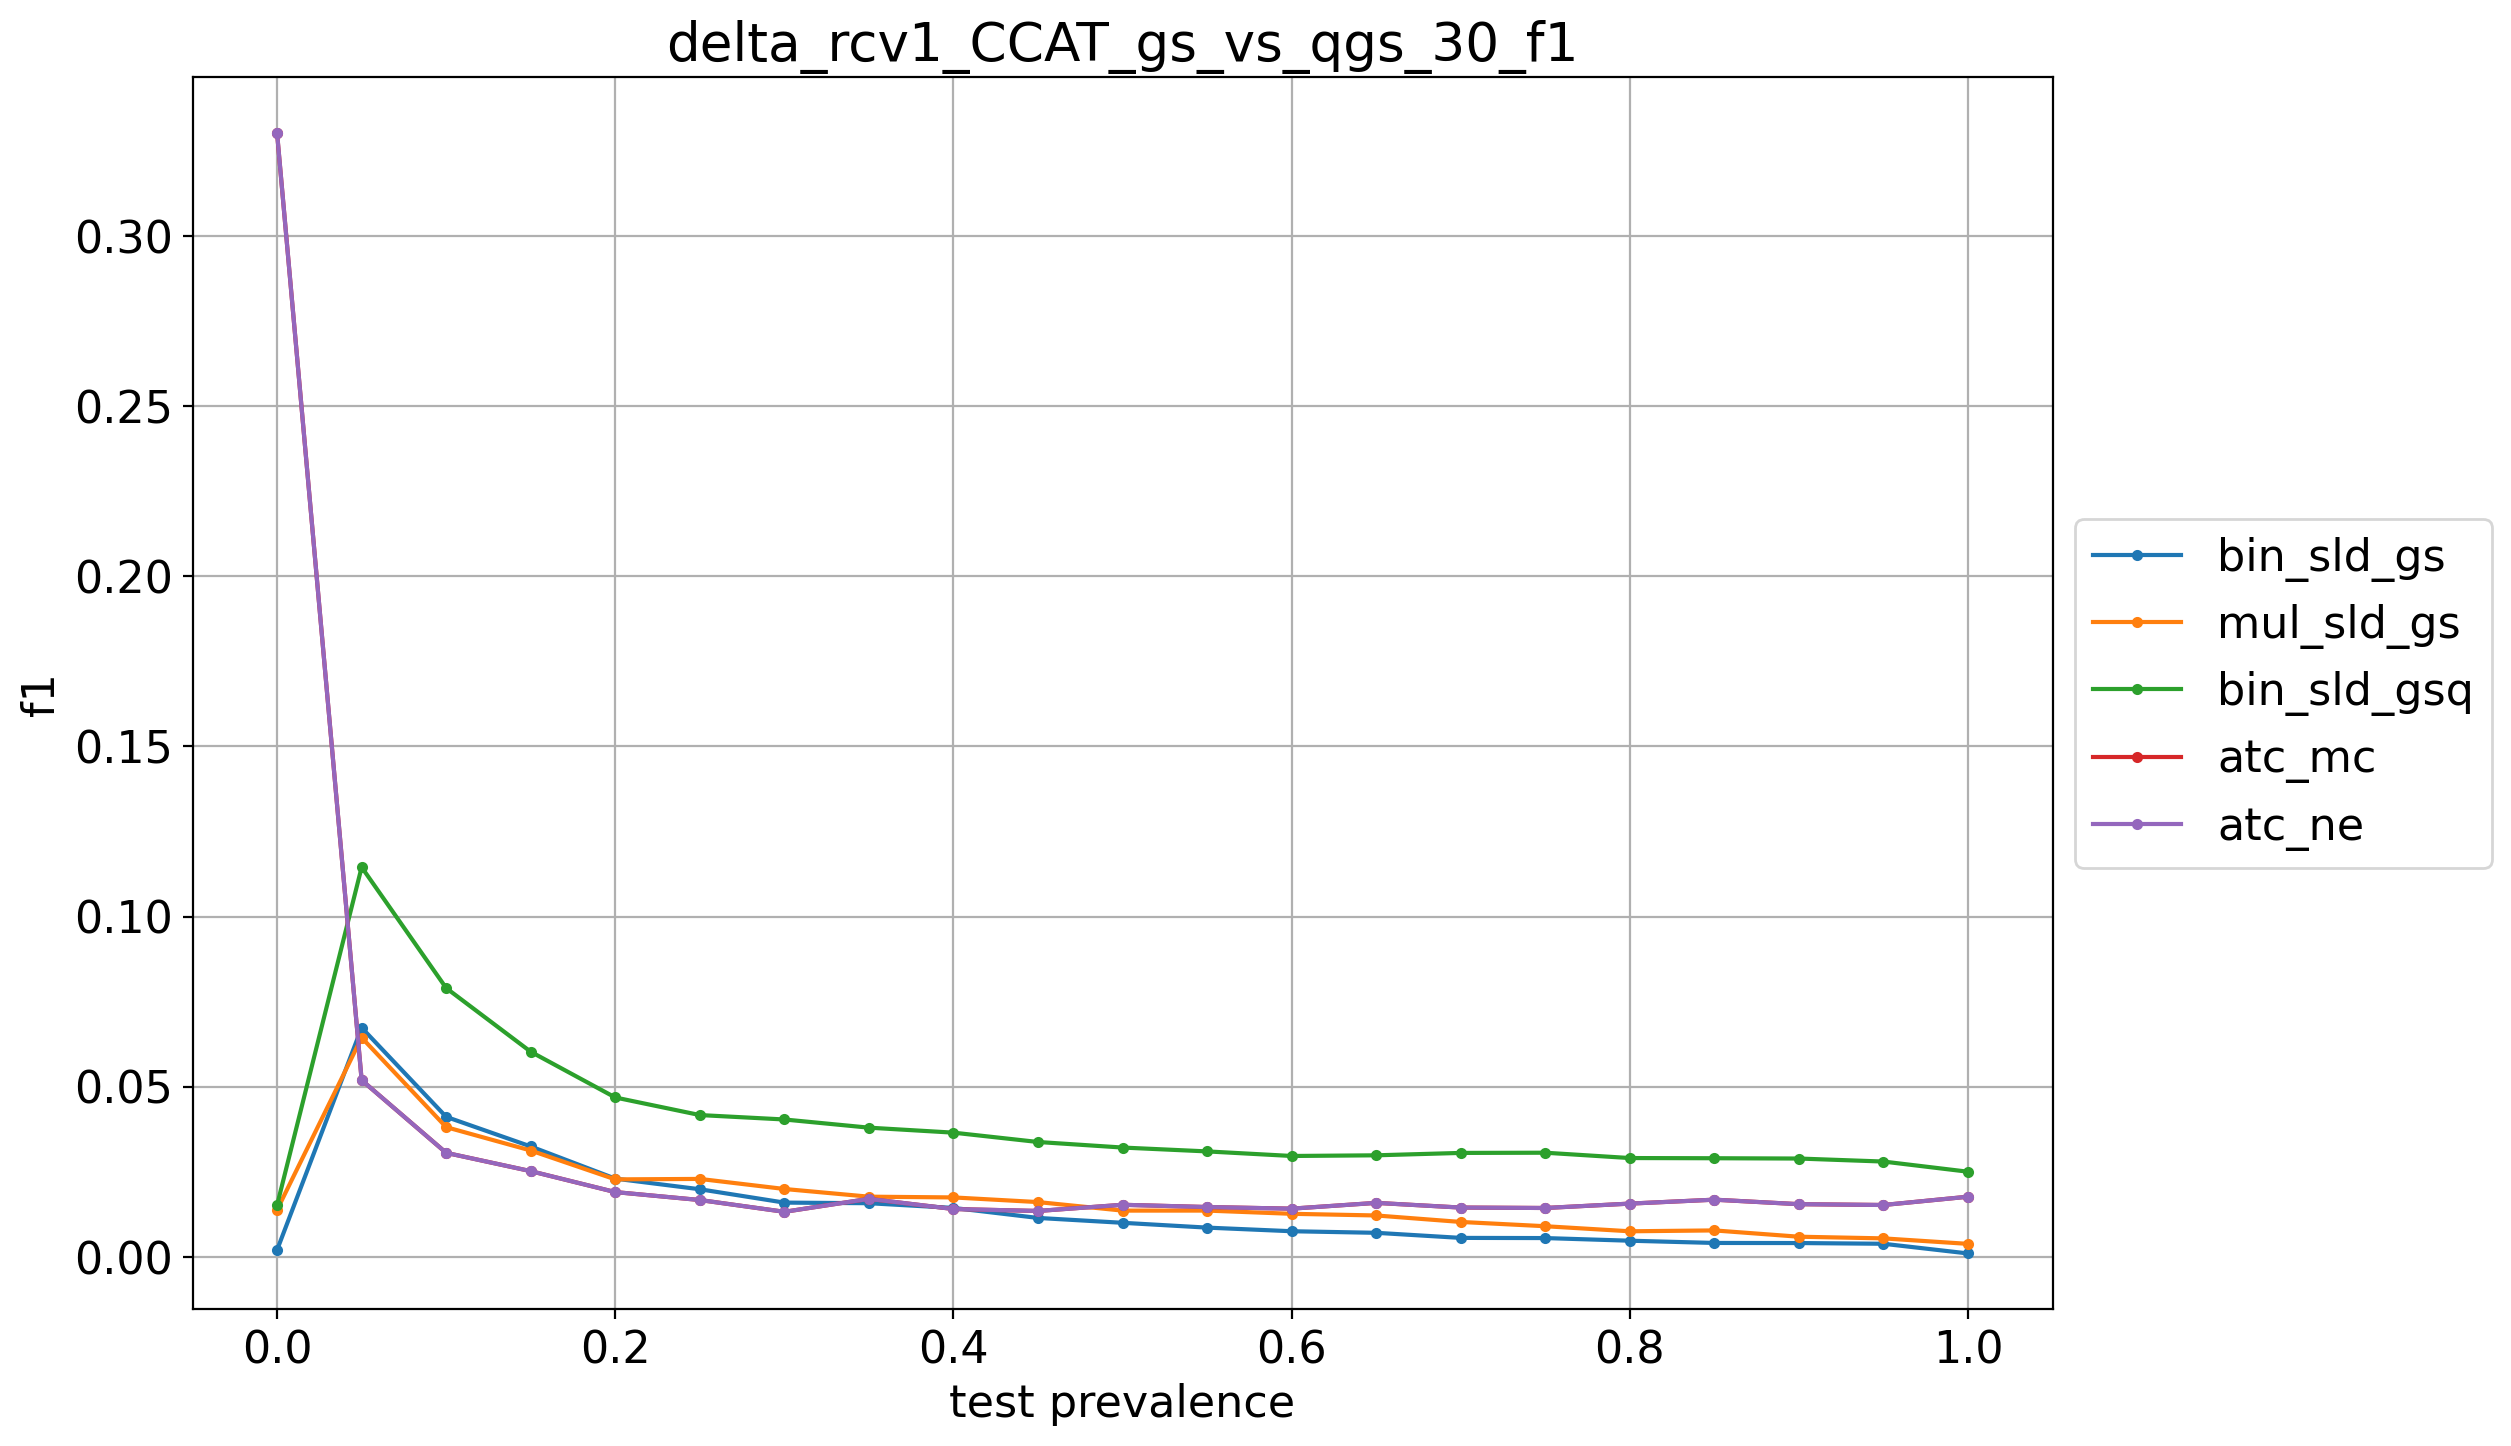 delta_rcv1_CCAT_gs_vs_qgs_30_f1
0.30
0.25
0.20
0.15
0.10
0.05
0.00
f1
0.0 0.2 0.4 0.6 0.8 1.0
test prevalence
bin_sld_gs
mul_sld_gs
bin_sld_gsq
atc_mc
atc_ne